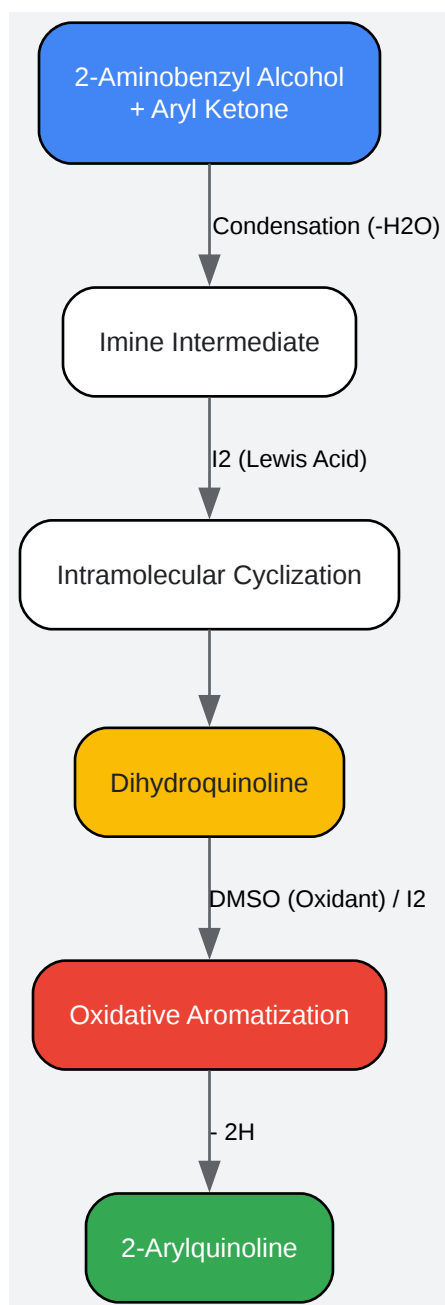 2-Aminobenzyl Alcohol
+ Aryl Ketone
Condensation (-H2O)
Imine Intermediate
I2 (Lewis Acid)
Intramolecular Cyclization
Dihydroquinoline
DMSO (Oxidant) / I2
Oxidative Aromatization
- 2H
2-Arylquinoline